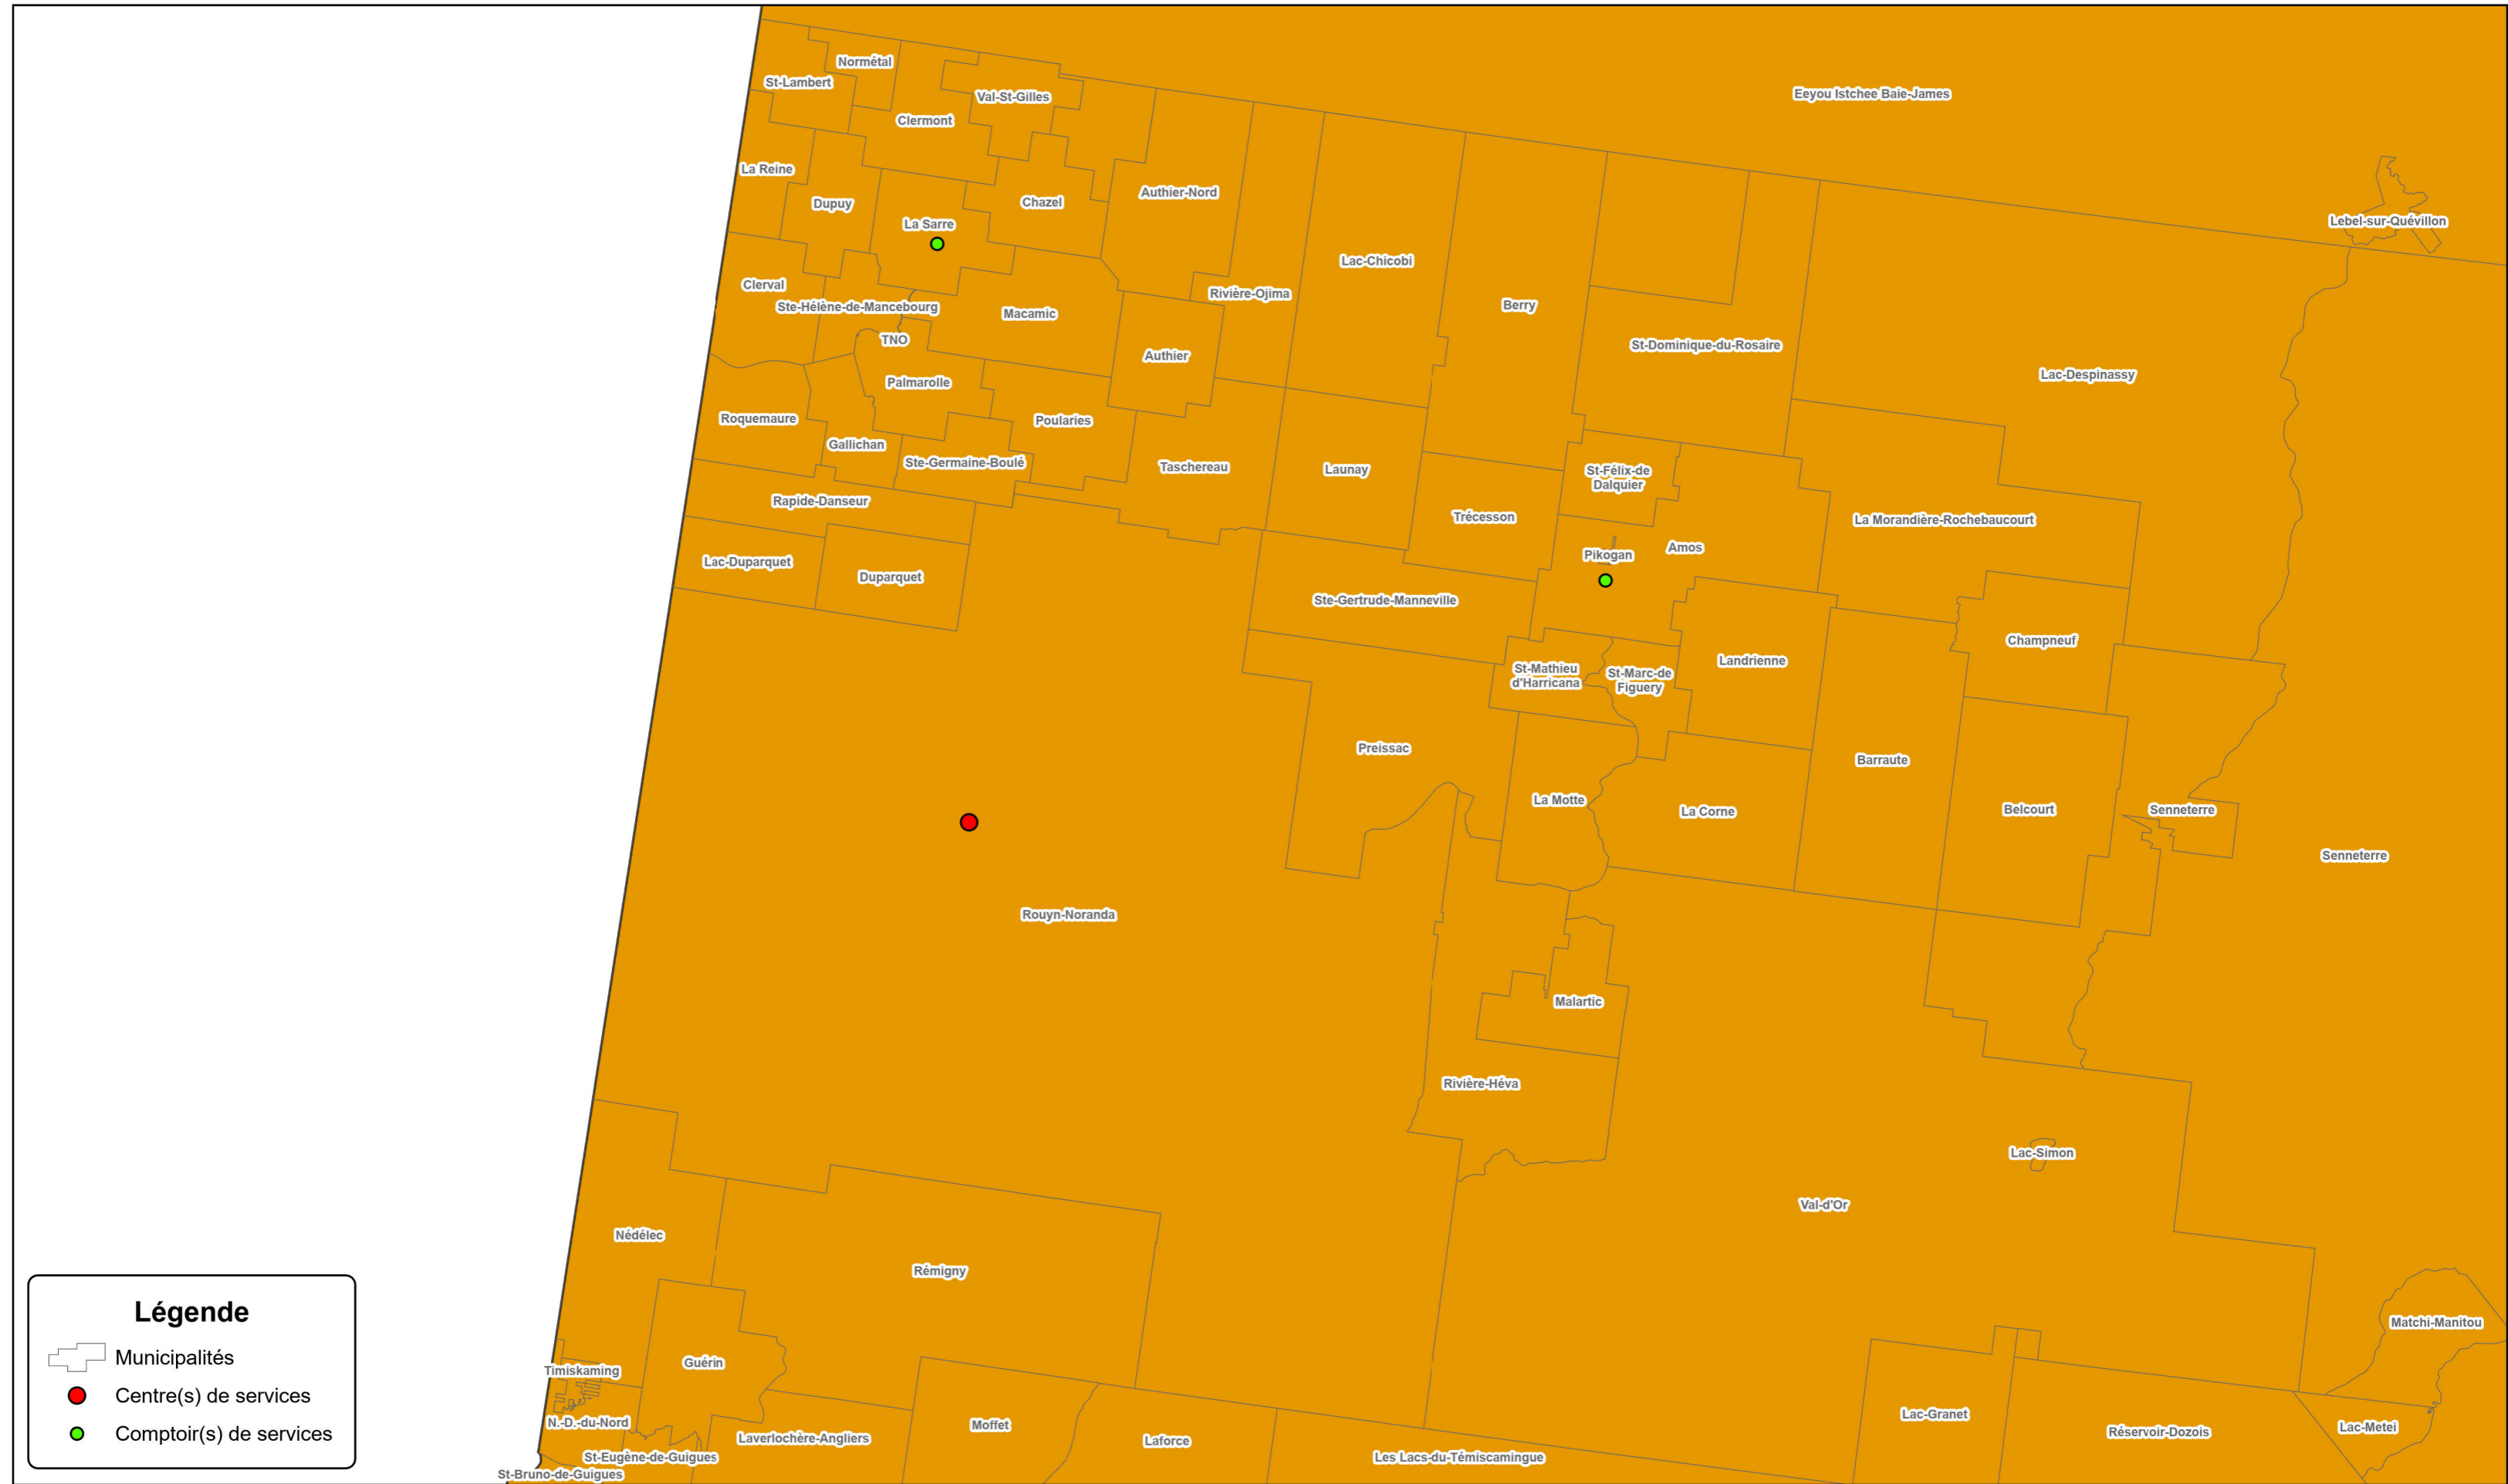 Normétal
St-Lambert
Eeyou Istchee Baie-James
Val-St-Gilles
Clermont
La Reine
Authier-Nord
Chazel
Dupuy
Lebel-sur-Quévillon
La Sarre
Lac-Chicobi
Clerval
Rivière-Ojima
Berry
Ste-Hélène-de-Mancebourg
Macamic
TNO
St-Dominique-du-Rosaire
Authier
Lac-Despinassy
Palmarolle
Roquemaure
Poularies
Gallichan
Ste-Germaine-Boulé
Taschereau
Launay
St-Félix-de
Dalquier
Rapide-Danseur
Trécesson
La Morandière-Rochebaucourt
Amos
Pikogan
Lac-Duparquet
Duparquet
Ste-Gertrude-Manneville
Champneuf
Landrienne
St-Mathieu
d'Harricana
St-Marc-de
Figuery
Preissac
Barraute
La Motte
La Corne
Belcourt
Senneterre
Senneterre
Rouyn-Noranda
Malartic
Rivière-Héva
Lac-Simon
Val-d'Or
Nédélec
Rémigny
Matchi-Manitou
Guérin
Timiskaming
Lac-Granet
N.-D.-du-Nord
Moffet
Lac-Metei
Réservoir-Dozois
Laverlochère-Angliers
Laforce
St-Eugène-de-Guigues
Les Lacs-du-Témiscamingue
St-Bruno-de-Guigues
Légende
Municipalités
Centre(s) de services
Comptoir(s) de services